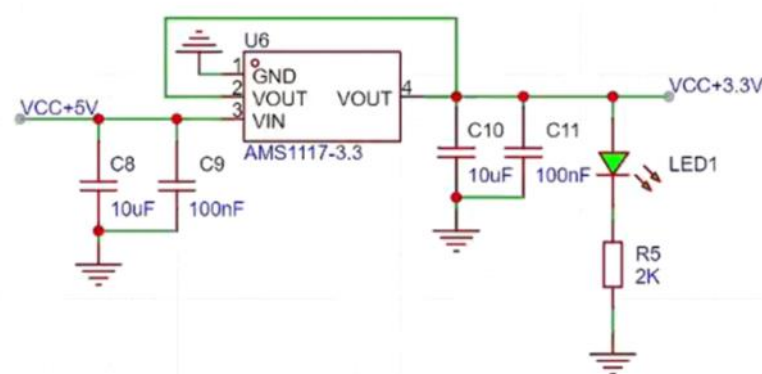 U6
1
GND
2
VOUT
VOUT
4
3
VIN
AMS1117-3.3
VCC+5V
VCC+3.3V
C8
10uF
C9
100nF
C10
10uF
C11
100nF
LED1
R5
2K